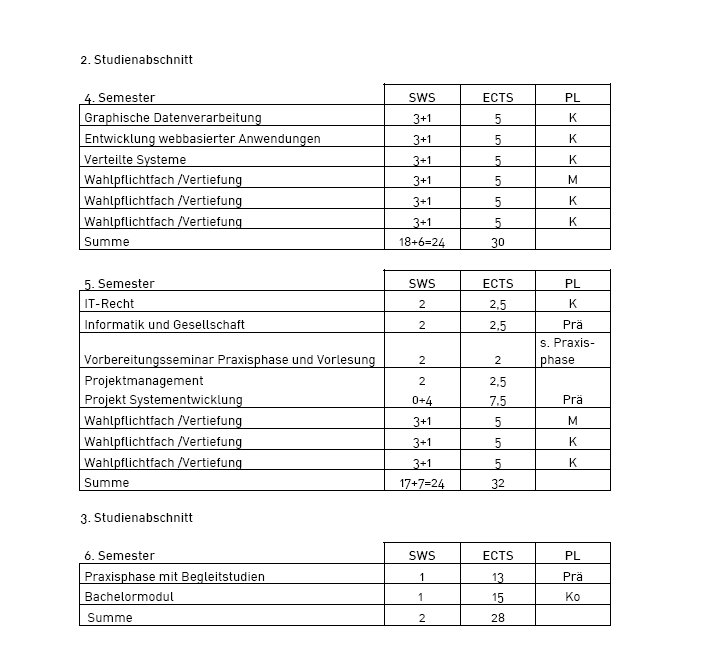 2. Studienabschnitt
4. Semester SWS ECTS PL
Graphische Datenverarbeitung 3+1 5 K
Entwicklung webbasierter Anwendungen 3+1 5 K
Verteilte Systeme 3+1 5 K
Wahlpflichtfach /Vertiefung 3+1 5 M
Wahlpflichtfach /Vertiefung 3+1 5 K
Wahlpflichtfach /Vertiefung 3+1 5 K
Summe 18+6=24 30
5. Semester SWS ECTS PL
IT-Recht 2 2,5 K
Informatik und Gesellschaft 2 2,5 Prä
s. Praxis-
Vorbereitungsseminar Praxisphase und Vorlesung 2 2 phase
Projektmanagement 2 2,5
Projekt Systementwicklung 0+4 7,5 Prä
Wahlpflichtfach /Vertiefung 3+1 5 M
Wahlpflichtfach /Vertiefung 3+1 5 K
Wahlpflichtfach /Vertiefung 3+1 5 K
Summe 17+7=24 32
3. Studienabschnitt
6. Semester SWS ECTS PL
Praxisphase mit Begleitstudien 1 13 Prä
Bachelormodul 1 15 Ko
Summe 2 28